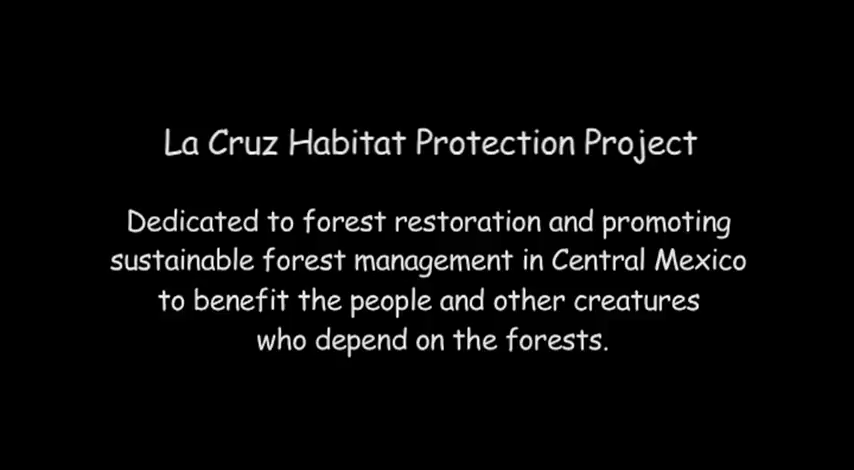 La Cruz Habitat Protection Project
Dedicated to forest restoration and promoting
sustainable forest management in Central Mexico
to benefit the people and other creatures
who depend on the forests.